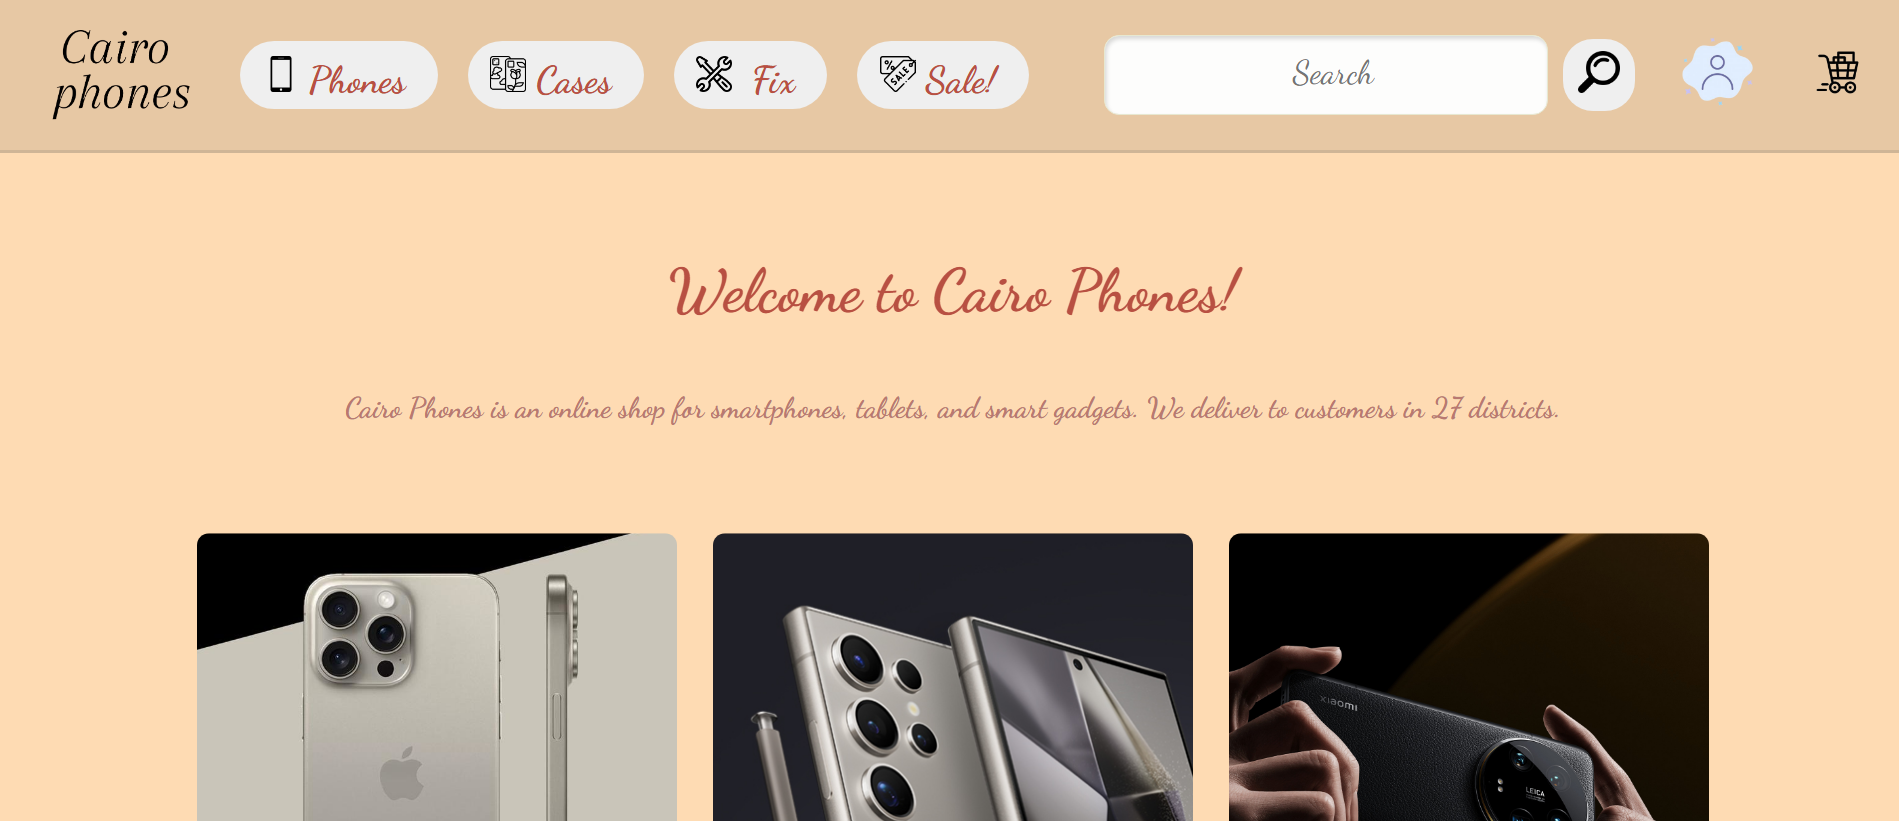 Cairo
phones
Phones
Cases
Fix
SALE
Sale!
Search
Welcome to Cairo Phones!
Cairo Phones is an online shop for smartphones, tablets, and smart gadgets. We deliver to customers in 27 districts.
xiaomi
LEICA